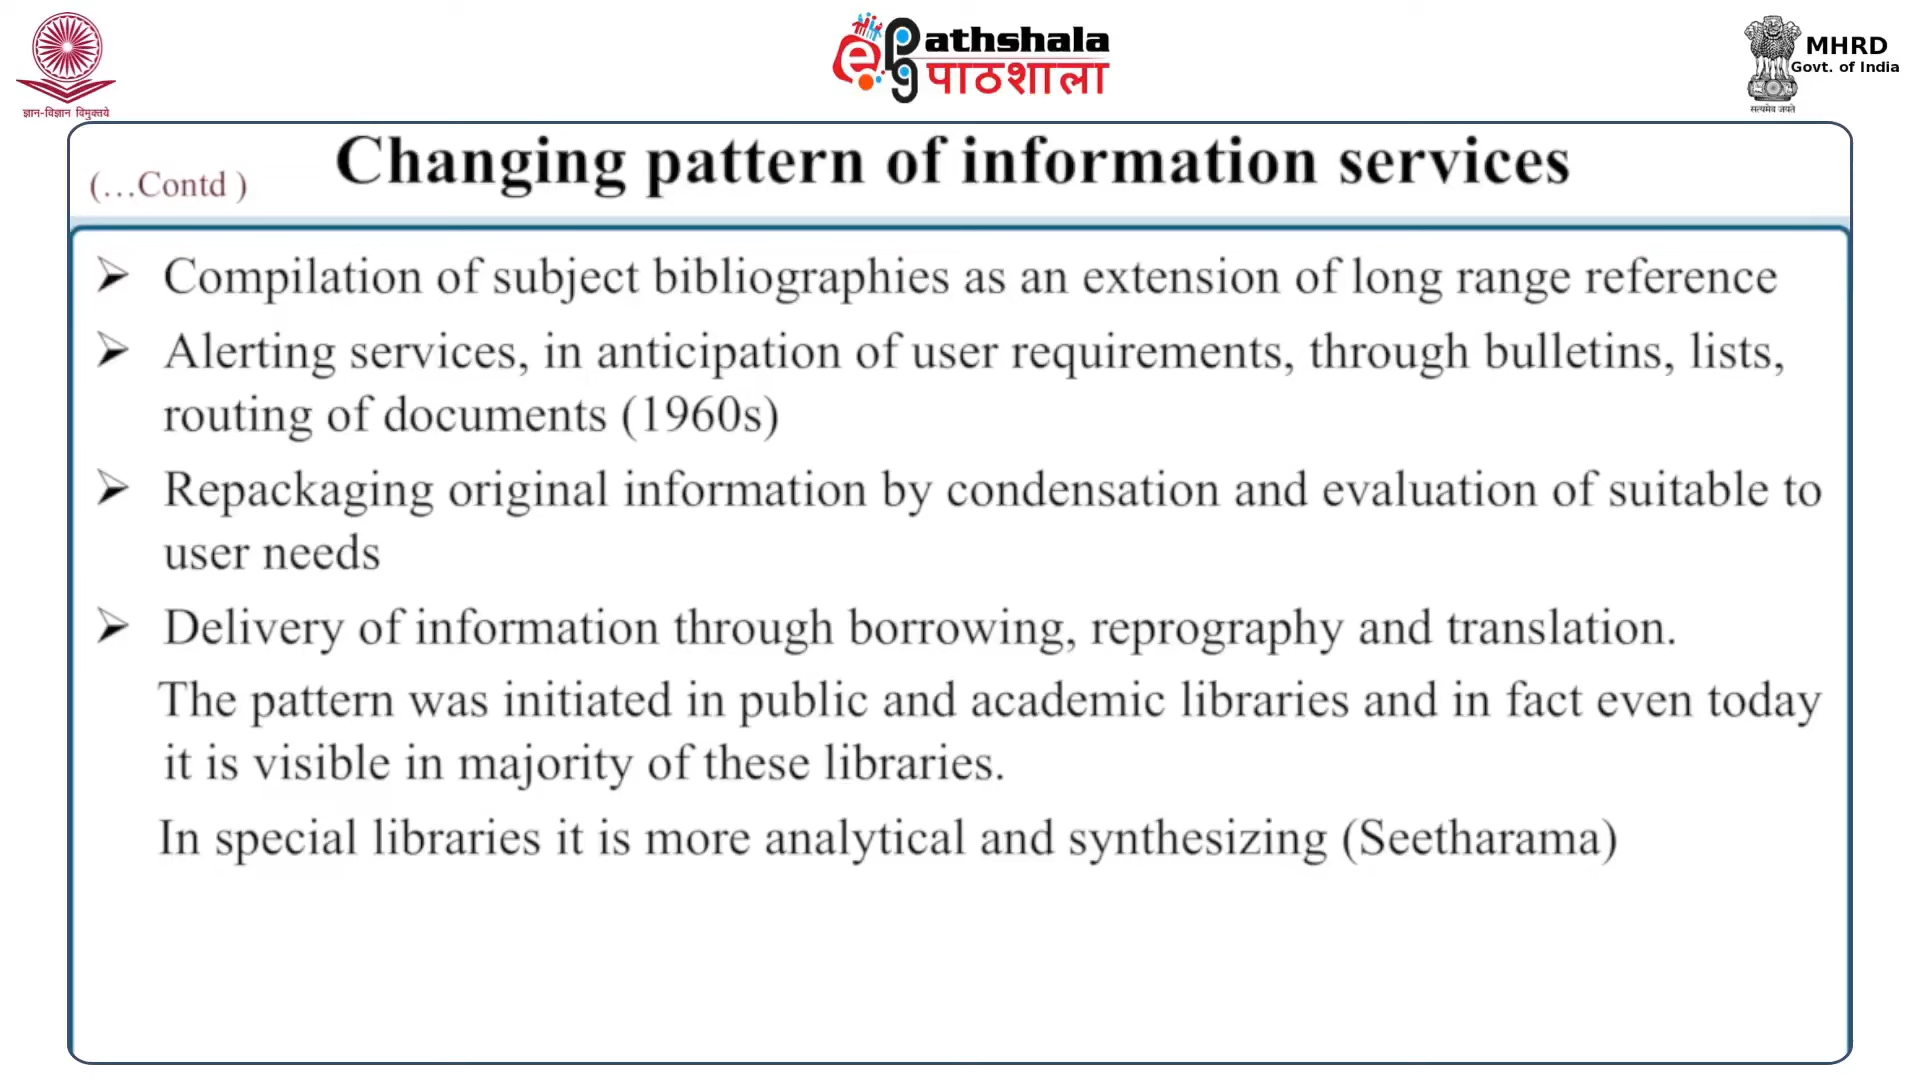 ज्ञान-विज्ञान विमुक्तये
ePathshala
पाठशाला
MHRD
Govt. of India
सत्यमेव जयते
(...Contd )
Changing pattern of information services
➢ Compilation of subject bibliographies as an extension of long range reference
➢ Alerting services, in anticipation of user requirements, through bulletins, lists,
routing of documents (1960s)
➢ Repackaging original information by condensation and evaluation of suitable to
user needs
➢ Delivery of information through borrowing, reprography and translation.
The pattern was initiated in public and academic libraries and in fact even today
it is visible in majority of these libraries.
In special libraries it is more analytical and synthesizing (Seetharama)